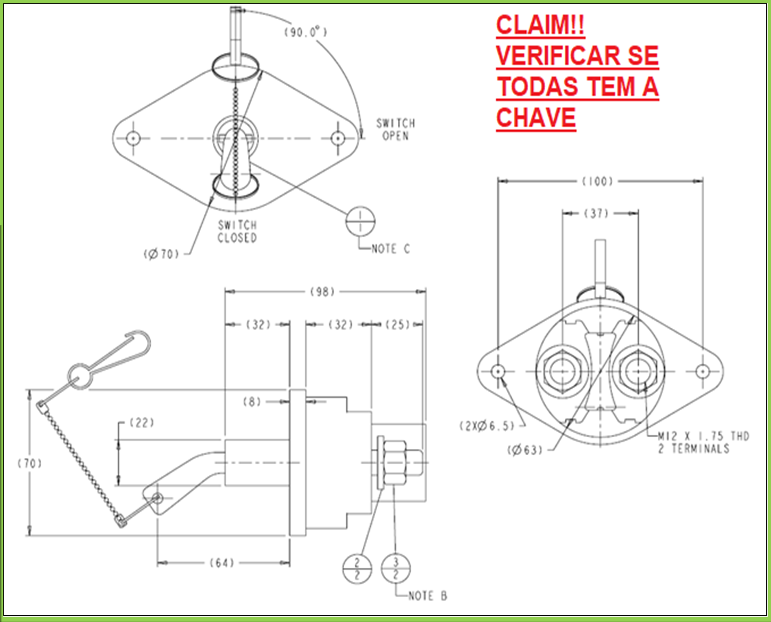 (90.0°)
CLAIM!!
VERIFICAR SE
TODAS TEM A
CHAVE
SWITCH
OPEN
SWITCH
CLOSED
1
1
NOTE C
(Ø70)
(100)
(37)
(98)
(32)
(32)
(25)
(8)
(22)
(70)
(64)
2
2
3
2
NOTE B
(2XØ6.5)
(Ø63)
M12 X 1.75 THD
2 TERMINALS